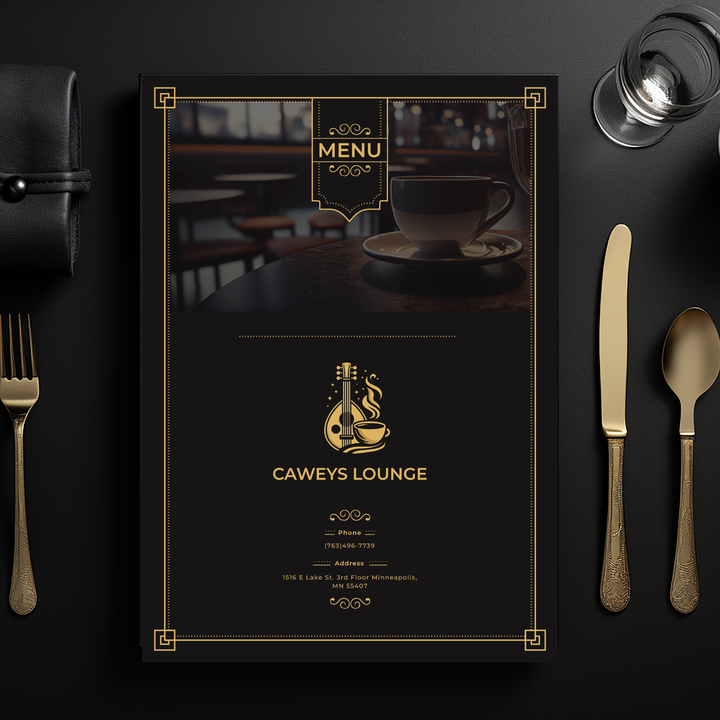 MENU
CAWEYS LOUNGE
Phone
(763)496-7739
Address
1516 E Lake St. 3rd Floor Minneapolis,
MN 55407